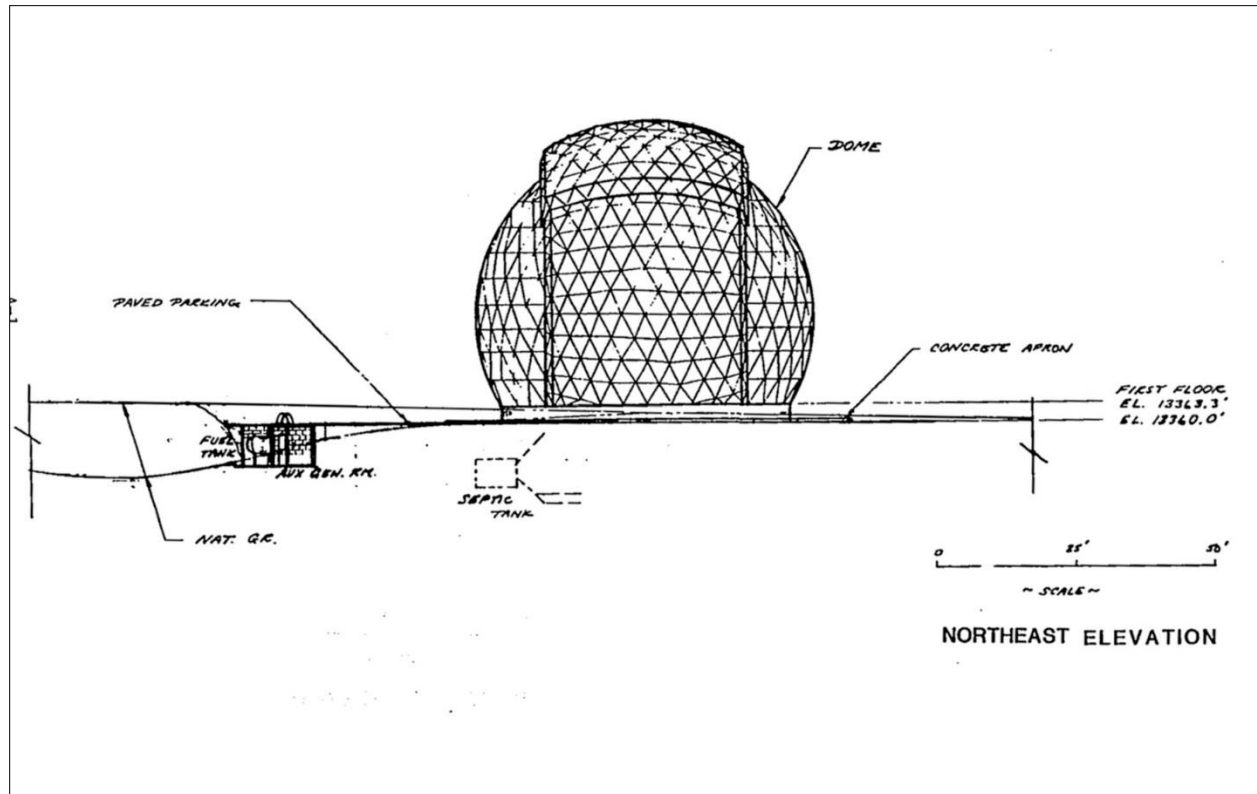 DOME
PAVED PARKING
CONCRETE APRON
FIRST FLOOR
EL. 13363.3'
EL. 13360.0'
FUEL
TANK
AUX GEN. RM.
SEPTIC
TANK
NAT. GR.
0 25' 50'
~ SCALE ~
NORTHEAST ELEVATION